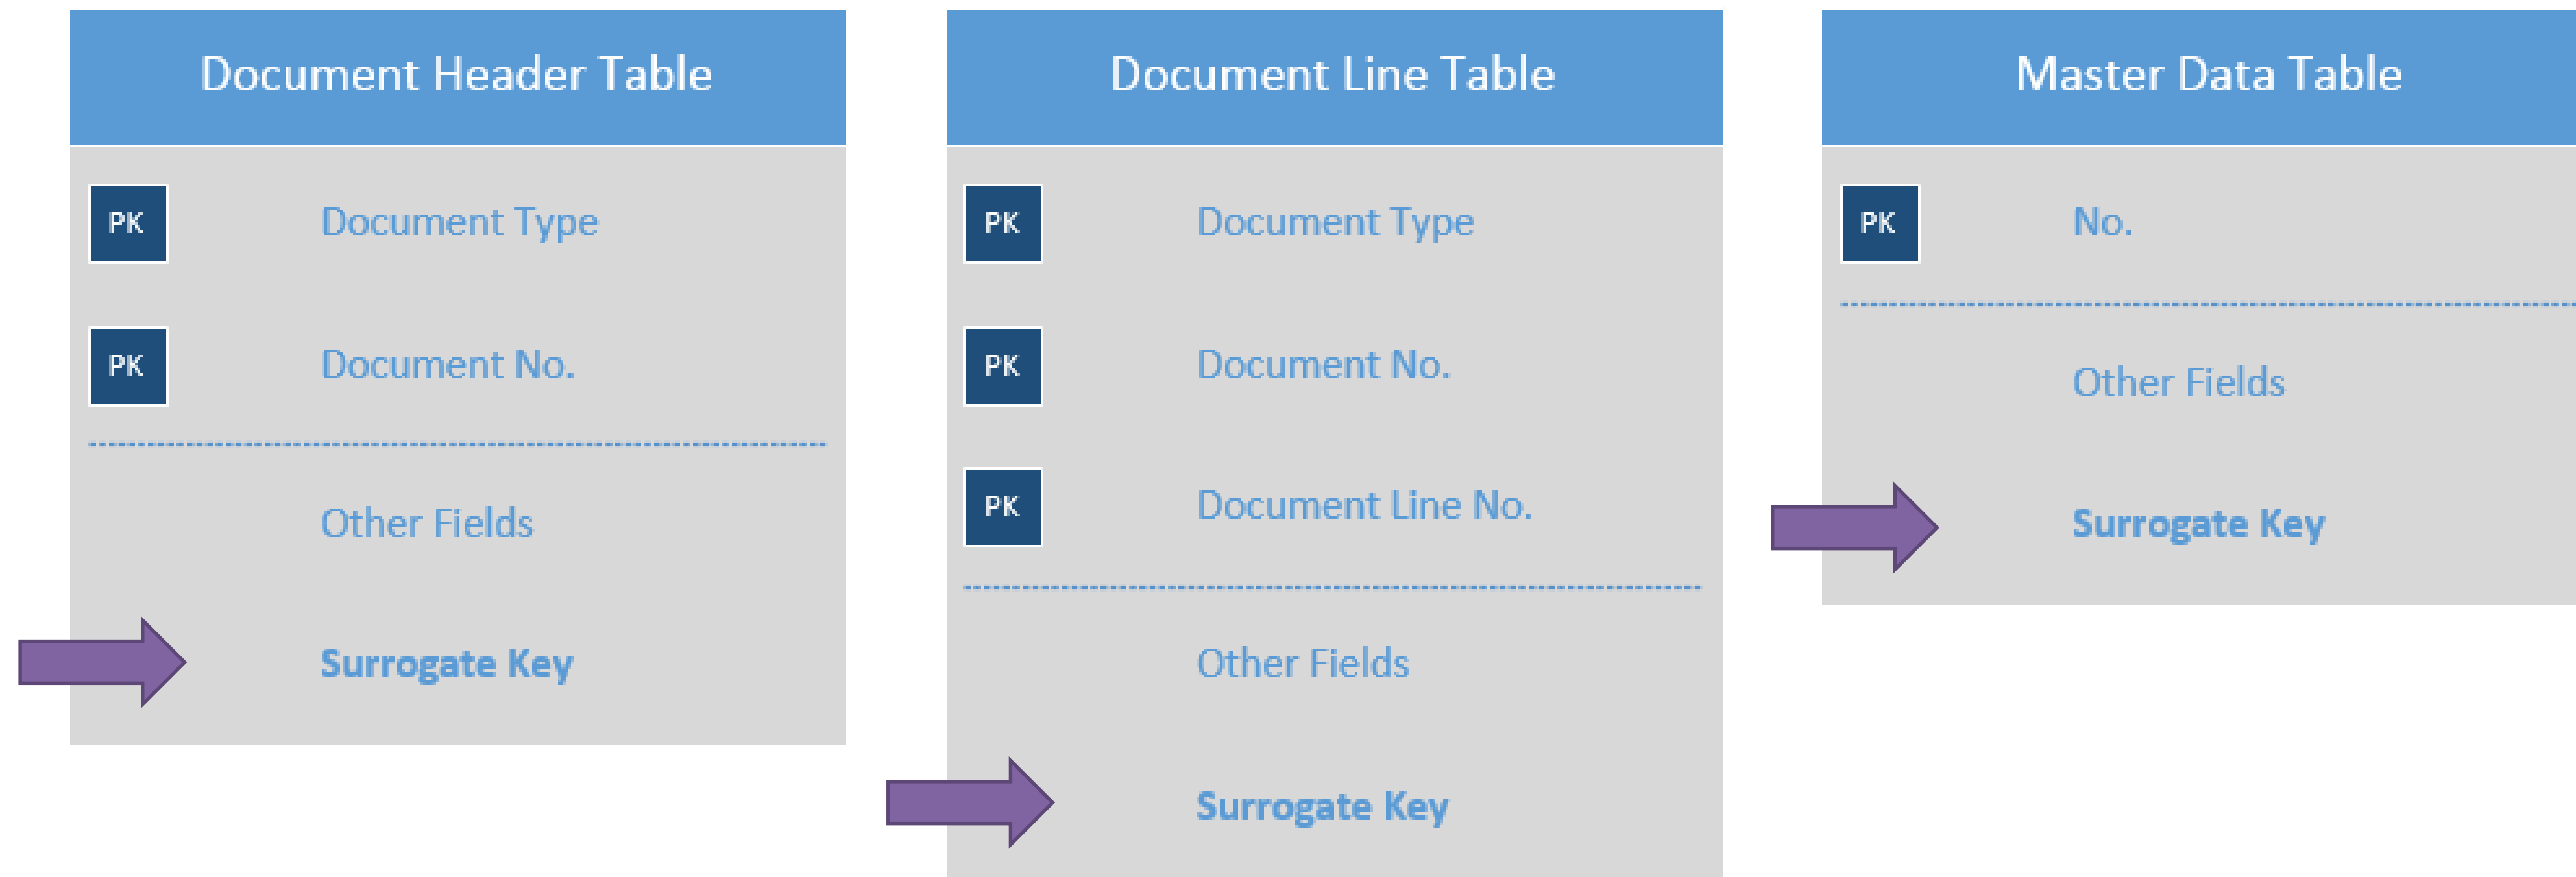 Document Header Table
PK Document Type
PK Document No.
Other Fields
Surrogate Key
Document Line Table
PK Document Type
PK Document No.
PK Document Line No.
Other Fields
Surrogate Key
Master Data Table
PK No.
Other Fields
Surrogate Key